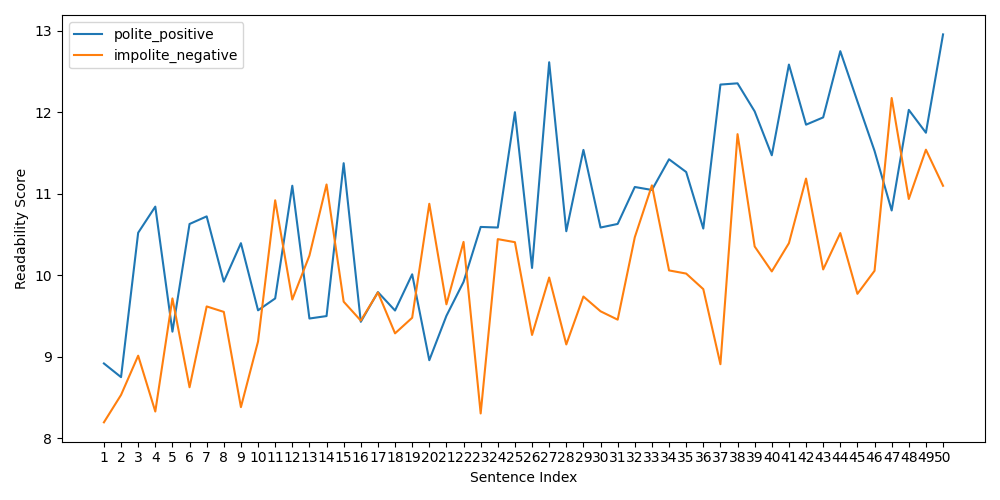 polite_positive
impolite_negative
Readability Score
13
12
11
10
9
8
1 2 3 4 5 6 7 8 9 10 11 12 13 14 15 16 17 18 19 20 21 22 23 24 25 26 27 28 29 30 31 32 33 34 35 36 37 38 39 40 41 42 43 44 45 46 47 48 49 50
Sentence Index